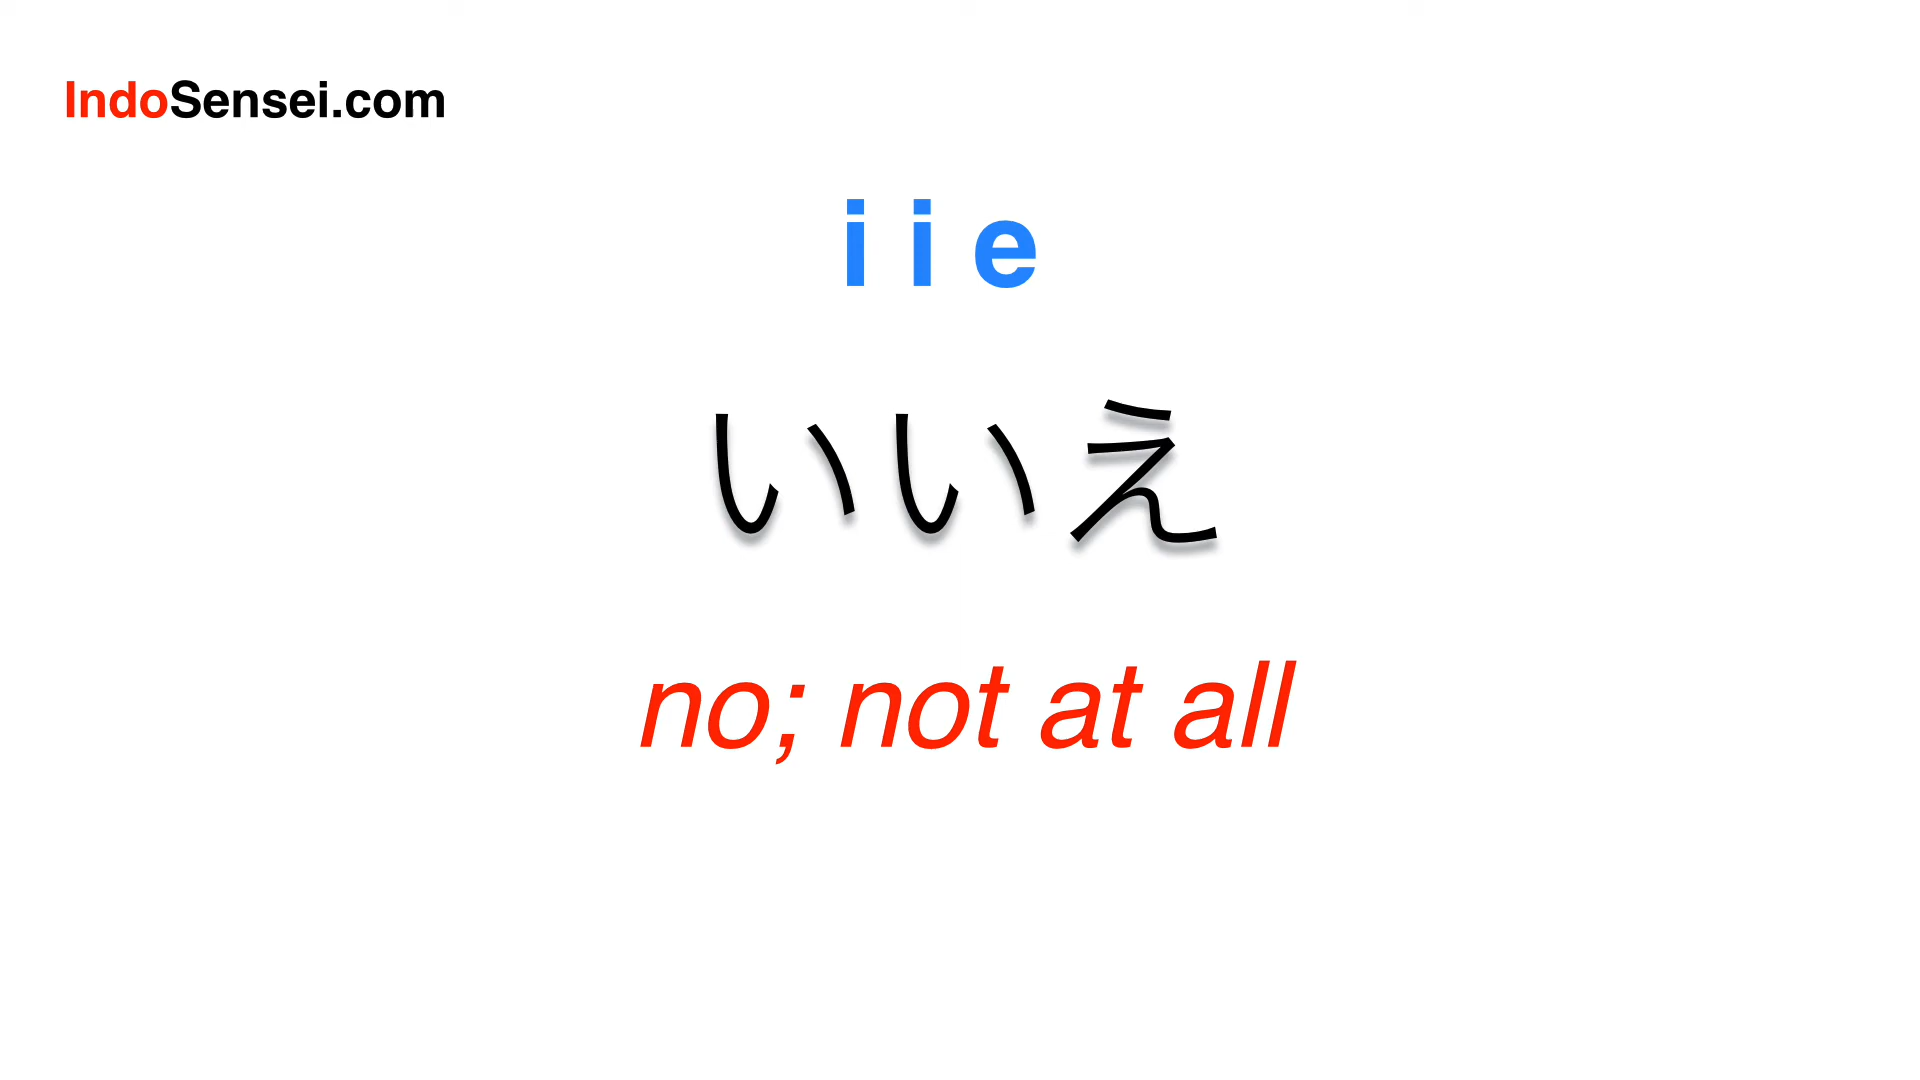 IndoSensei.com
i i e
いいえ
no; not at all